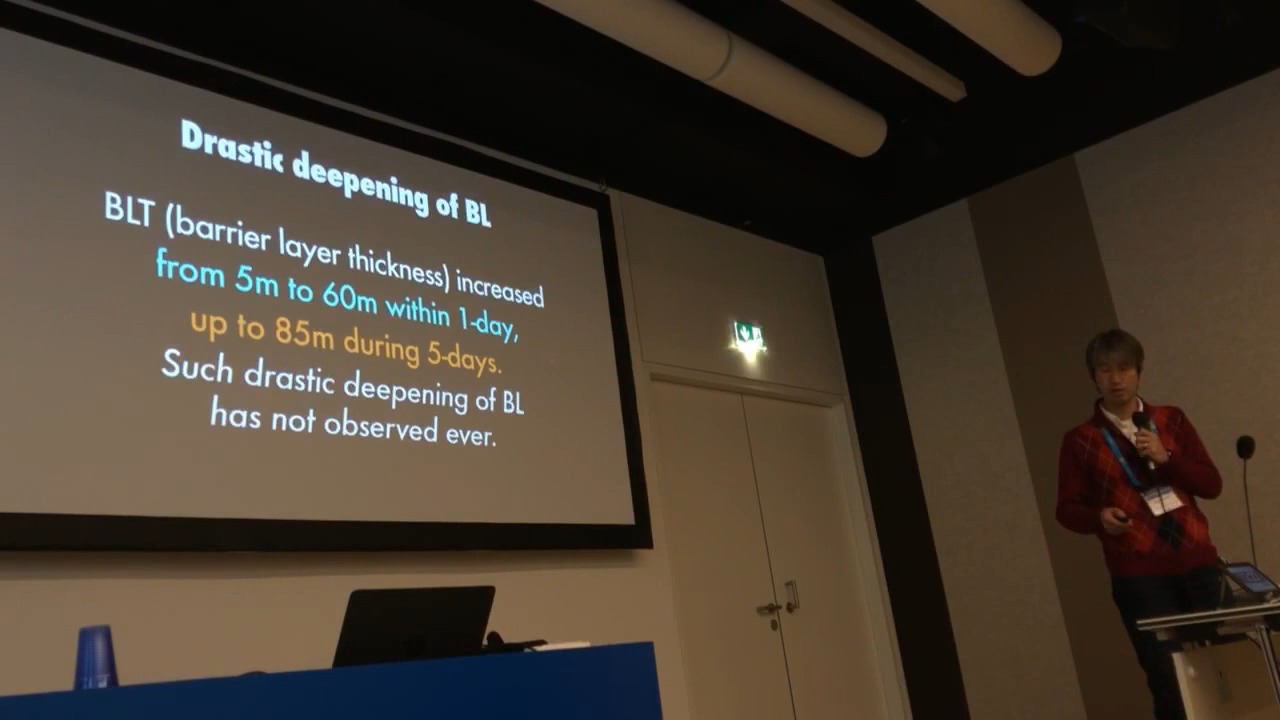 Drastic deepening of BL
BLT (barrier layer thickness) increased
from 5m to 60m within 1-day,
up to 85m during 5-days.
Such drastic deepening of BL
has not observed ever.